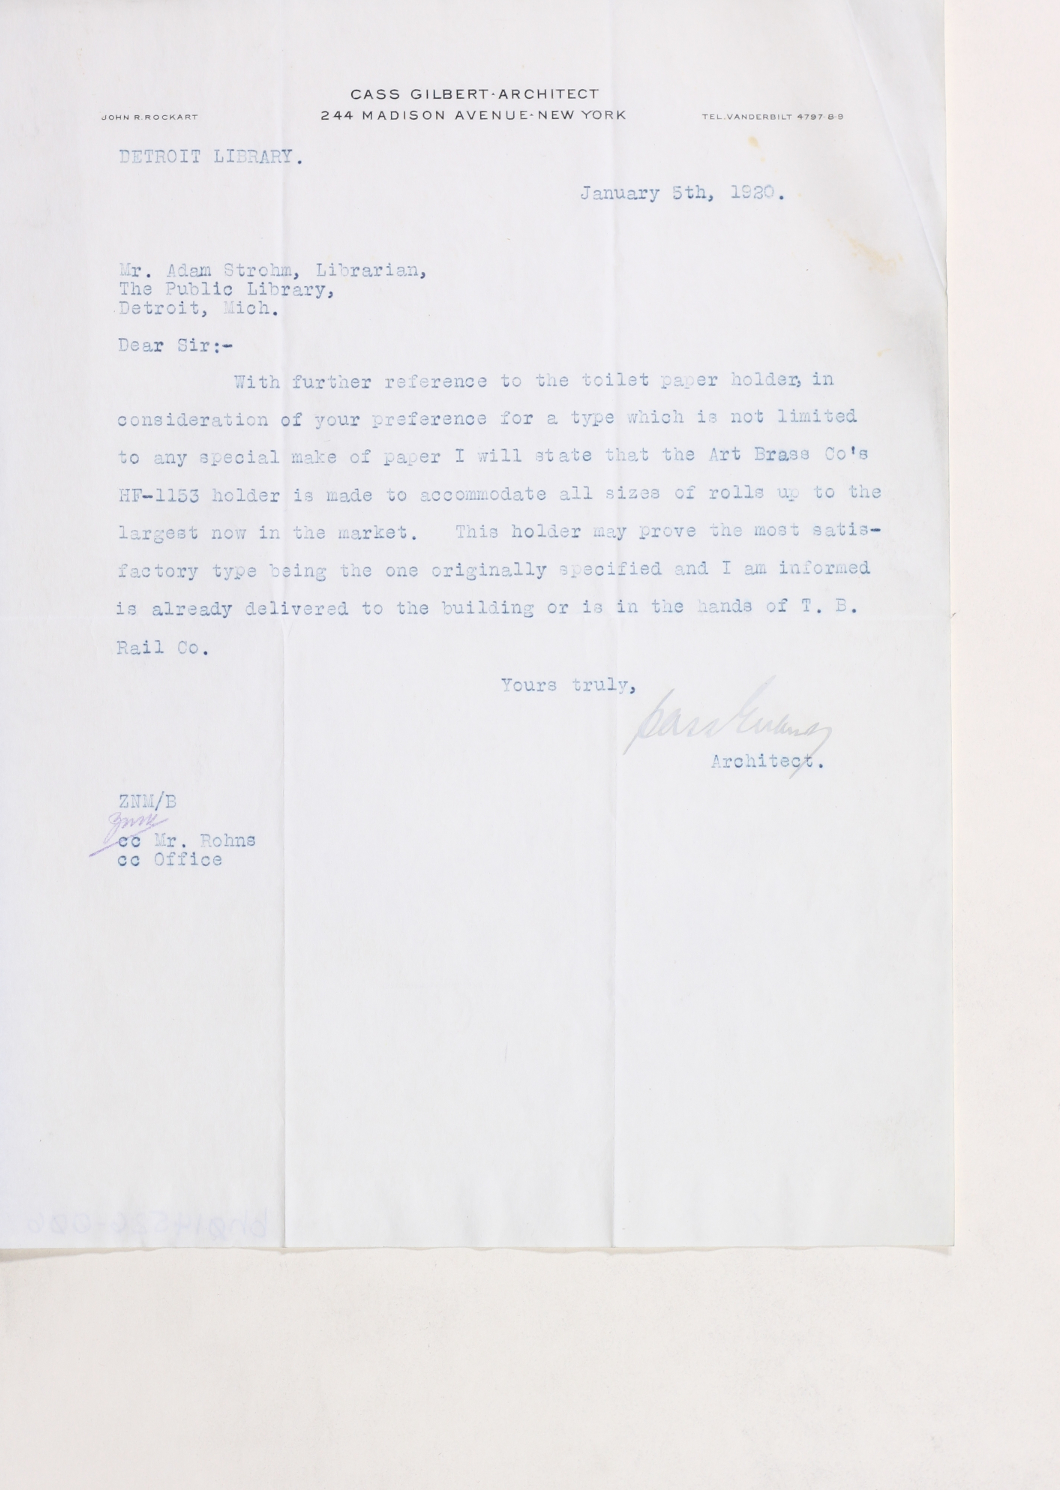 CASS GILBERT·ARCHITECT
JOHN R. ROCKART 244 MADISON AVENUE·NEW YORK TEL. VANDERBILT 4797-8-9
DETROIT LIBRARY.
January 5th, 1920.
Mr. Adam Strohm, Librarian,
The Public Library,
Detroit, Mich.
Dear Sir:-
With further reference to the toilet paper holder, in
consideration of your preference for a type which is not limited
to any special make of paper I will state that the Art Brass Co's
HF-1153 holder is made to accommodate all sizes of rolls up to the
largest now in the market. This holder may prove the most satis-
factory type being the one originally specified and I am informed
is already delivered to the building or is in the hands of T. B.
Rail Co.
Yours truly,
Cass Gilbert
Architect.
ZNM/B
znm
cc Mr. Rohns
cc Office